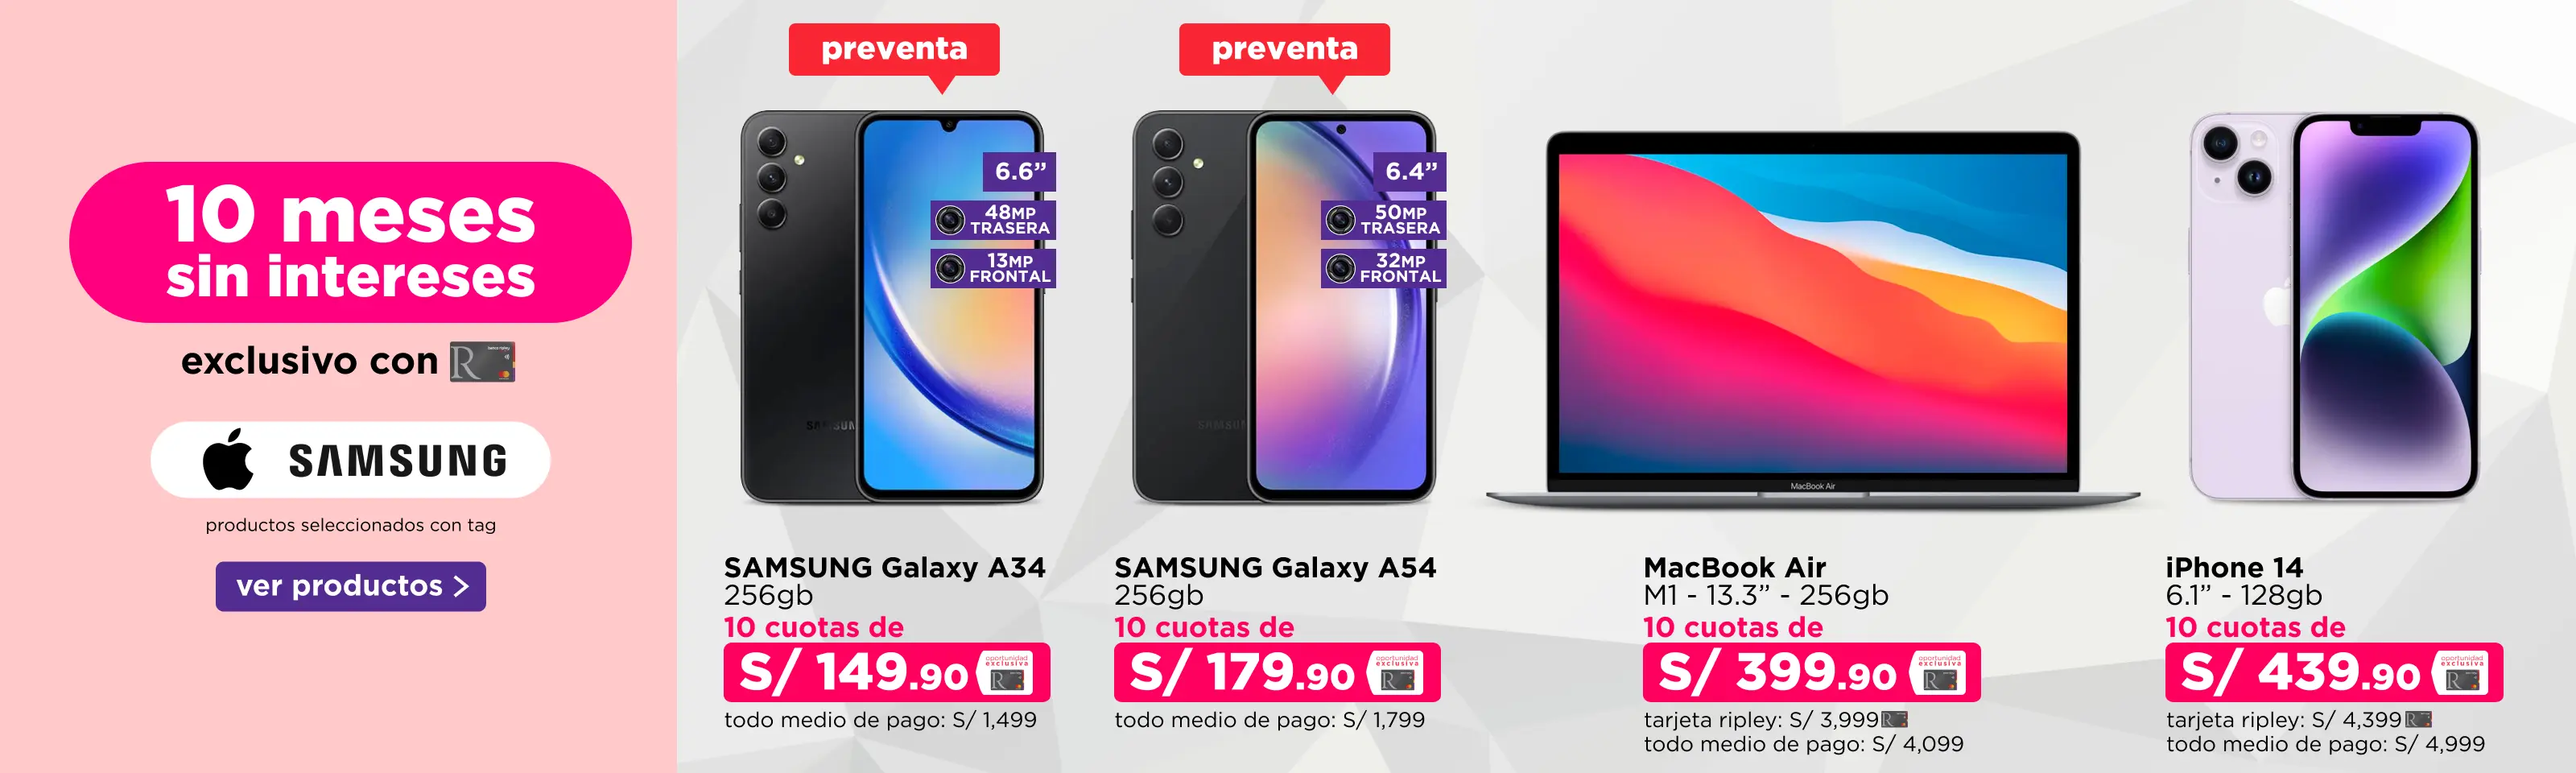 10 meses
sin intereses
exclusivo con
SAMSUNG
productos seleccionados con tag
ver productos >
preventa
6.6”
48MP
TRASERA
13MP
FRONTAL
SAMSUNG Galaxy A34
256gb
10 cuotas de
S/ 149.90
oportunidad
exclusiva
todo medio de pago: S/ 1,499
preventa
6.4”
50MP
TRASERA
32MP
FRONTAL
SAMSUNG Galaxy A54
256gb
10 cuotas de
S/ 179.90
oportunidad
exclusiva
todo medio de pago: S/ 1,799
MacBook Air
MacBook Air
M1 - 13.3” - 256gb
10 cuotas de
S/ 399.90
oportunidad
exclusiva
tarjeta ripley: S/ 3,999
todo medio de pago: S/ 4,099
iPhone 14
6.1” - 128gb
10 cuotas de
S/ 439.90
oportunidad
exclusiva
tarjeta ripley: S/ 4,399
todo medio de pago: S/ 4,999